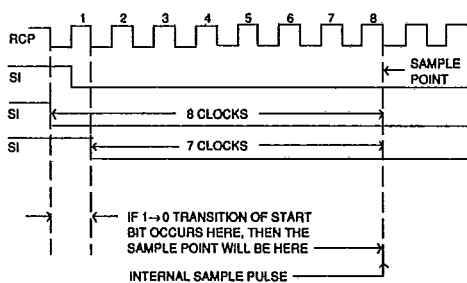 1 2 3 4 5 6 7 8
RCP
SI
SAMPLE
POINT
SI
8 CLOCKS
SI
7 CLOCKS
IF 1→0 TRANSITION OF START
BIT OCCURS HERE, THEN THE
SAMPLE POINT WILL BE HERE
INTERNAL SAMPLE PULSE